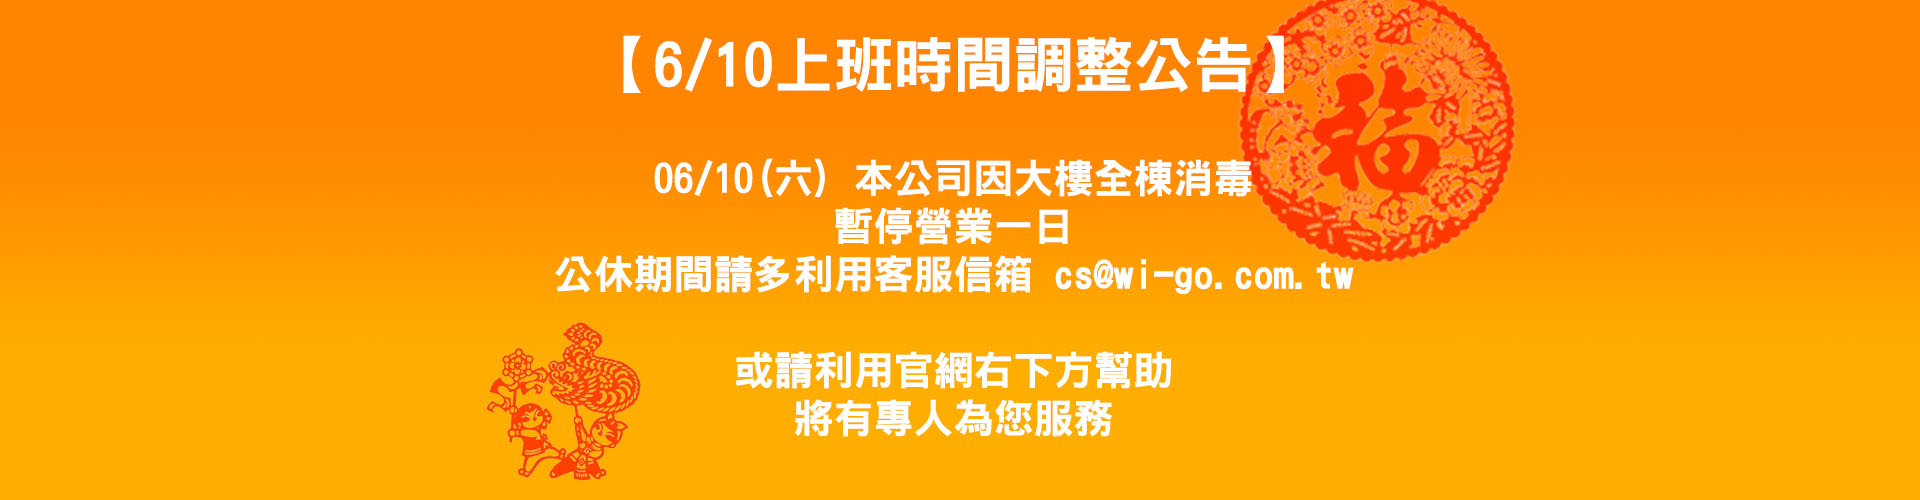 【6/10上班時間調整公告】
福
06/10(六) 本公司因大樓全棟消毒
暫停營業一日
公休期間請多利用客服信箱 cs@wi-go.com.tw
或請利用官網右下方幫助
將有專人為您服務